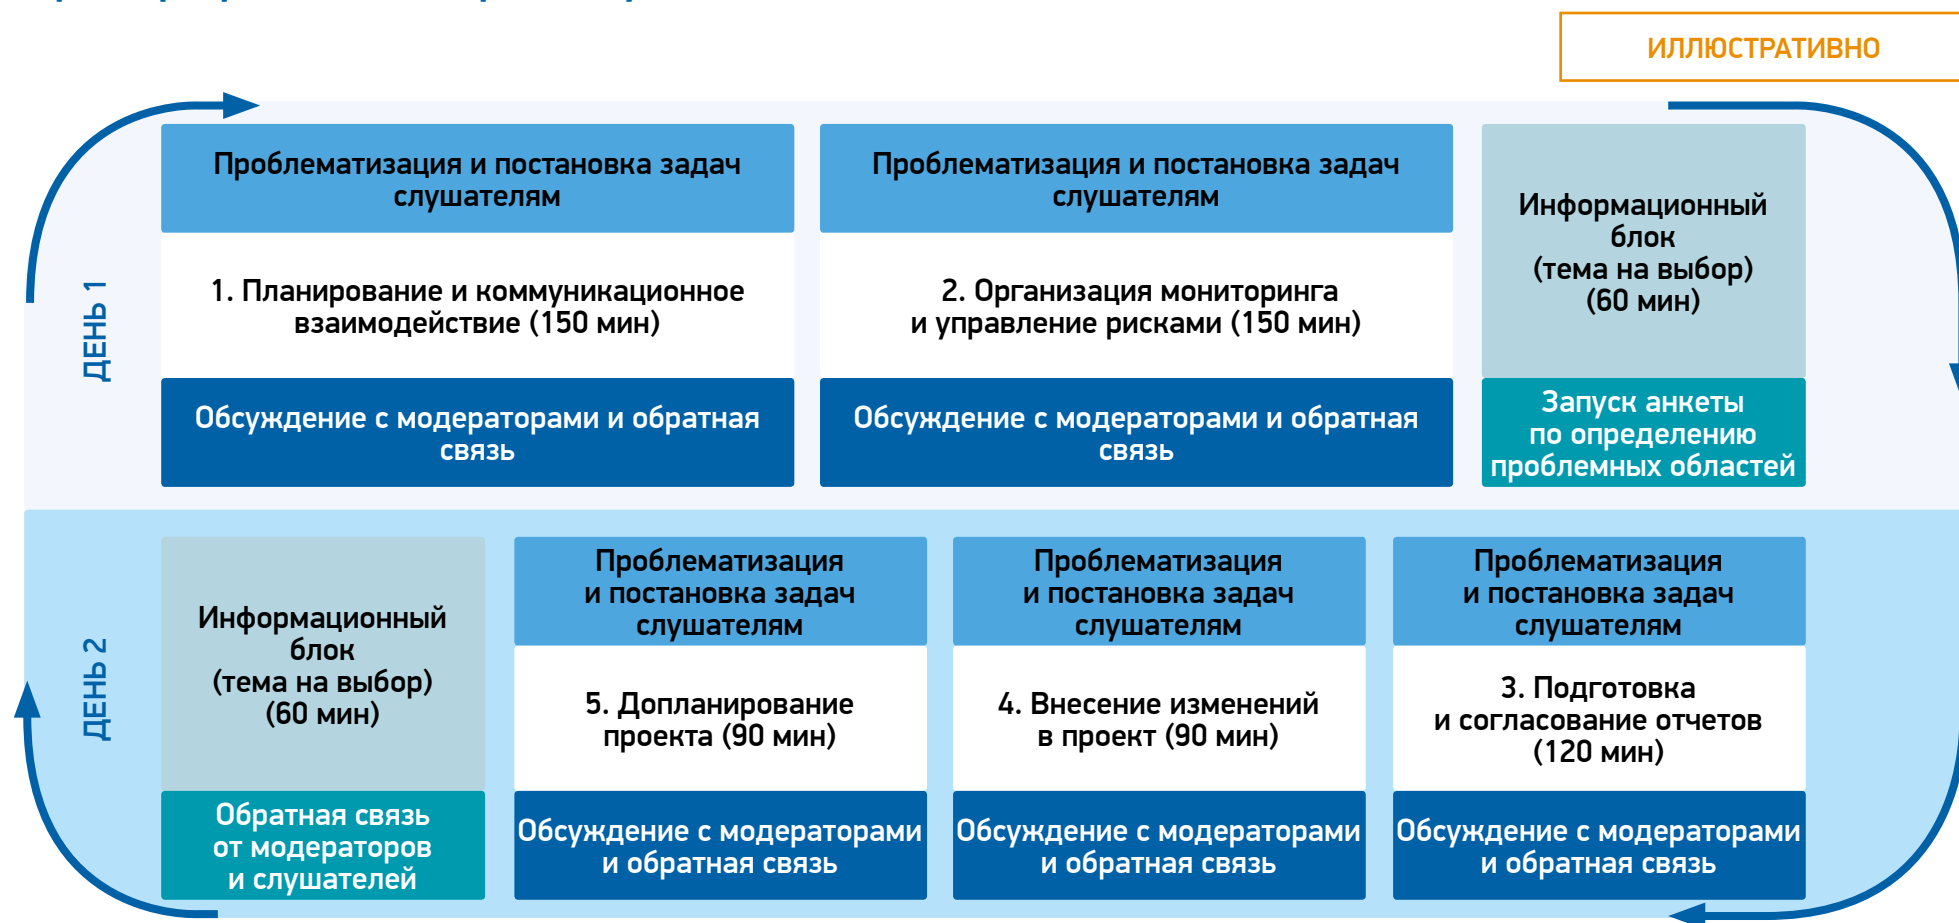 ИЛЛЮСТРАТИВНО
ДЕНЬ 1
Проблематизация и постановка задач
слушателям
1. Планирование и коммуникационное
взаимодействие (150 мин)
Обсуждение с модераторами и обратная
связь
Проблематизация и постановка задач
слушателям
2. Организация мониторинга
и управление рисками (150 мин)
Обсуждение с модераторами и обратная
связь
Информационный
блок
(тема на выбор)
(60 мин)
Запуск анкеты
по определению
проблемных областей
ДЕНЬ 2
Информационный
блок
(тема на выбор)
(60 мин)
Обратная связь
от модераторов
и слушателей
Проблематизация
и постановка задач
слушателям
5. Допланирование
проекта (90 мин)
Обсуждение с модераторами
и обратная связь
Проблематизация
и постановка задач
слушателям
4. Внесение изменений
в проект (90 мин)
Обсуждение с модераторами
и обратная связь
Проблематизация
и постановка задач
слушателям
3. Подготовка
и согласование отчетов
(120 мин)
Обсуждение с модераторами
и обратная связь